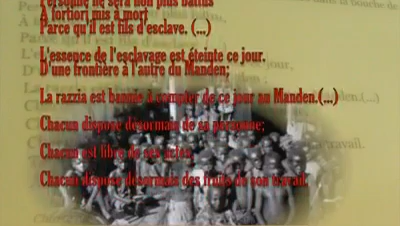 Personne ne sera non plus battus
A fortiori mis à mort
Parce qu'il est fils d'esclave. (...)
L'essence de l'esclavage est éteinte ce jour.
D'une frontière à l'autre du Manden;
La razzia est bannie à compter de ce jour au Manden.(...)
Chacun dispose désormais de sa personne;
Chacun est libre de ses actes,
Chacun dispose désormais des fruits de son travail.